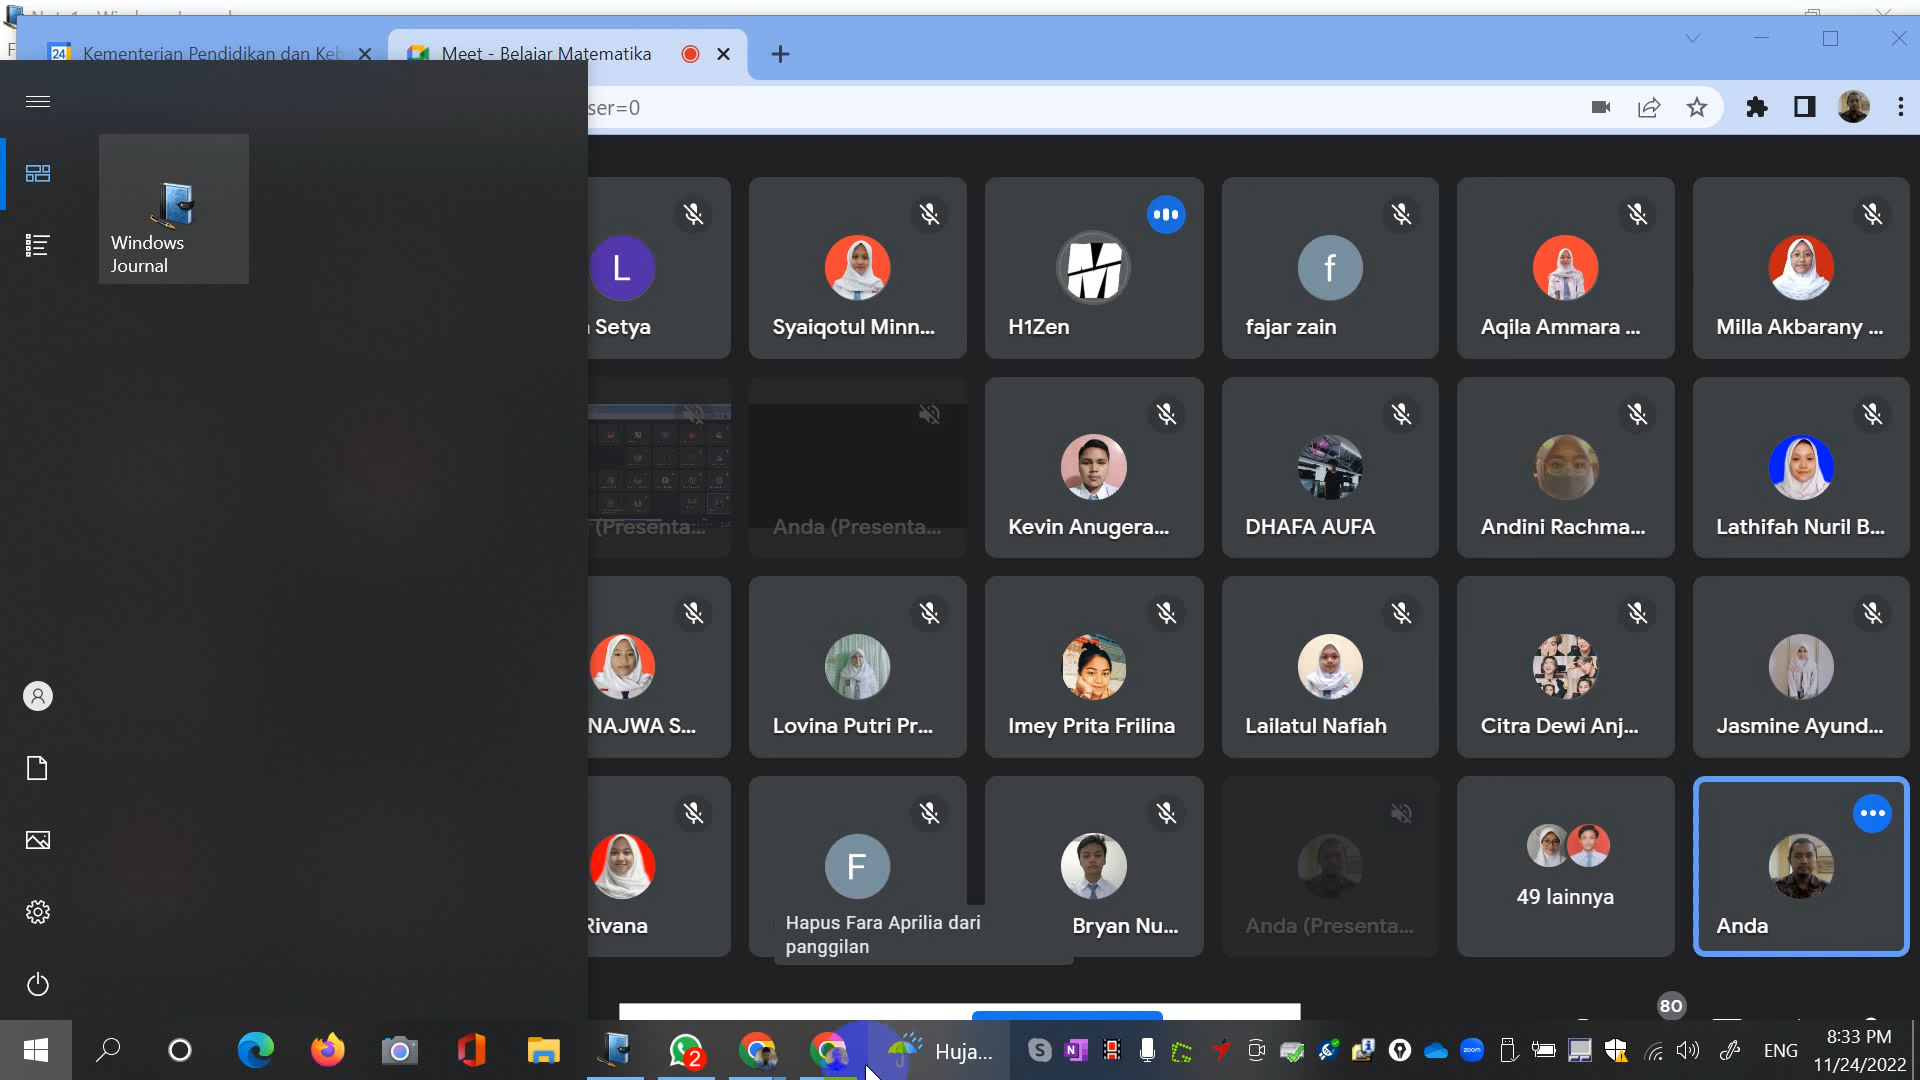 24
Kementerian Pendidikan dan Keb
Meet - Belajar Matematika
ser=0
Windows
Journal
L
Setya
Syaiqotul Minn...
H1Zen
f
fajar zain
Aqila Ammara ...
Milla Akbarany ...
(Presenta...
Anda (Presenta...
Kevin Anugera...
DHAFA AUFA
Andini Rachma...
Lathifah Nuril B...
NAJWA S...
Lovina Putri Pr...
Imey Prita Frilina
Lailatul Nafiah
Citra Dewi Anj...
Jasmine Ayund...
Rivana
F
Hapus Fara Aprilia dari
panggilan
Bryan Nu...
Anda (Presenta...
49 lainnya
Anda
80
2
Huja...
zoom
ENG
8:33 PM
11/24/2022